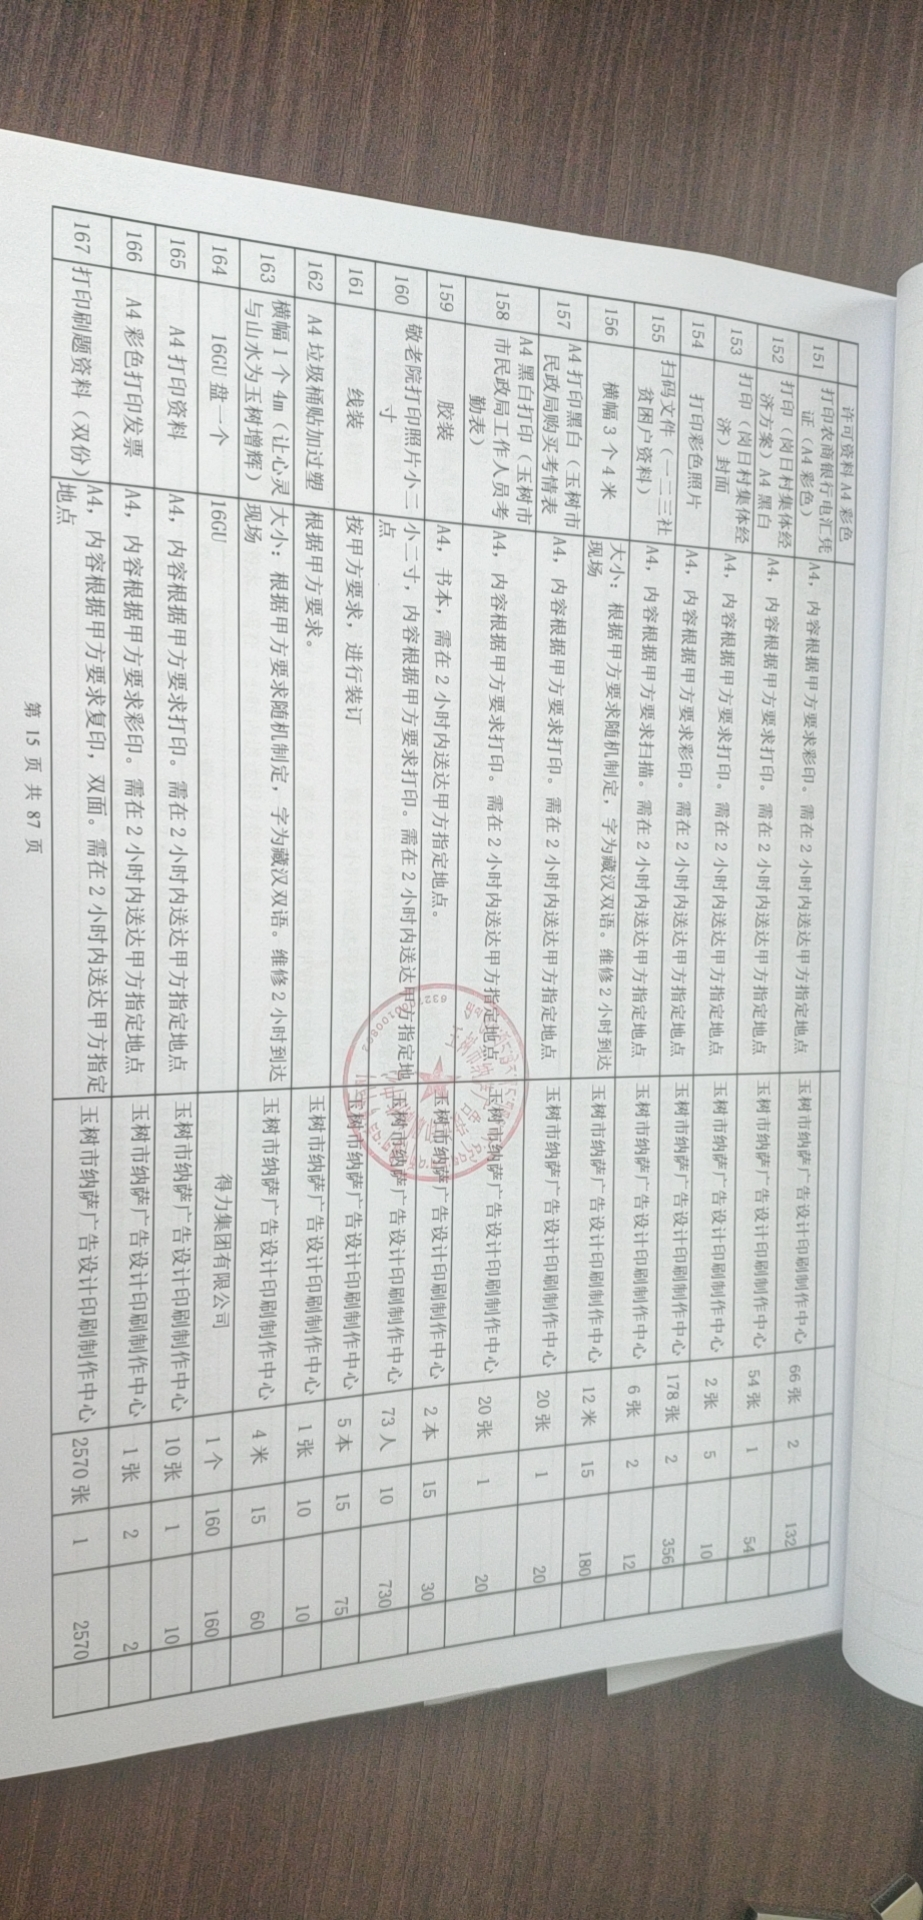 许可资料 A4 彩色
151 打印农商银行电汇凭 A4，内容根据甲方要求彩印。需在 2 小时内送达甲方指定地点 玉树市纳萨广告设计印刷制作中心 66 张 2 132
证（A4 彩色）
152 打印（岗日村集体经 A4，内容根据甲方要求打印。需在 2 小时内送达甲方指定地点 玉树市纳萨广告设计印刷制作中心 54 张 1 54
济方案）A4 黑白
153 打印（岗日村集体经 A4，内容根据甲方要求打印。需在 2 小时内送达甲方指定地点 玉树市纳萨广告设计印刷制作中心 2 张 5 10
济）封面
154 打印彩色照片 A4，内容根据甲方要求彩印。需在 2 小时内送达甲方指定地点 玉树市纳萨广告设计印刷制作中心 178 张 2 356
155 扫码文件（一二三社 A4，内容根据甲方要求扫描。需在 2 小时内送达甲方指定地点 玉树市纳萨广告设计印刷制作中心 6 张 2 12
贫困户资料）
156 横幅 3 个 4 米 大小：根据甲方要求随机制定，字为藏汉双语。维修 2 小时到达 玉树市纳萨广告设计印刷制作中心 12 米 15 180
现场
157 A4 打印黑白（玉树市 A4，内容根据甲方要求打印。需在 2 小时内送达甲方指定地点 玉树市纳萨广告设计印刷制作中心 20 张 1 20
民政局购买考情表
158 A4 黑白打印（玉树市 A4，内容根据甲方要求打印。需在 2 小时内送达甲方指定地点 玉树市纳萨广告设计印刷制作中心 20 张 1 20
市民政局工作人员考
勤表）
159 胶装 A4，书本，需在 2 小时内送达甲方指定地点。 玉树市纳萨广告设计印刷制作中心 2 本 15 30
160 敬老院打印照片小二 小二寸，内容根据甲方要求打印。需在 2 小时内送达甲方指定地 玉树市纳萨广告设计印刷制作中心 73 人 10 730
寸 点
161 线装 按甲方要求，进行装订 玉树市纳萨广告设计印刷制作中心 5 本 15 75
162 A4 垃圾桶贴加过塑 根据甲方要求。 玉树市纳萨广告设计印刷制作中心 1 张 10 10
163 横幅 1 个 4m（让心灵 大小：根据甲方要求随机制定，字为藏汉双语。维修 2 小时到达 玉树市纳萨广告设计印刷制作中心 4 米 15 60
与山水为玉树增辉） 现场
164 16GU 盘一个 16GU 得力集团有限公司 1 个 160 160
165 A4 打印资料 A4，内容根据甲方要求打印。需在 2 小时内送达甲方指定地点 玉树市纳萨广告设计印刷制作中心 10 张 1 10
166 A4 彩色打印发票 A4，内容根据甲方要求彩印。需在 2 小时内送达甲方指定地点 玉树市纳萨广告设计印刷制作中心 1 张 2 2
167 打印刷题资料（双份） A4，内容根据甲方要求复印，双面。需在 2 小时内送达甲方指定 玉树市纳萨广告设计印刷制作中心 2570 张 1 2570
地点
第 15 页 共 87 页